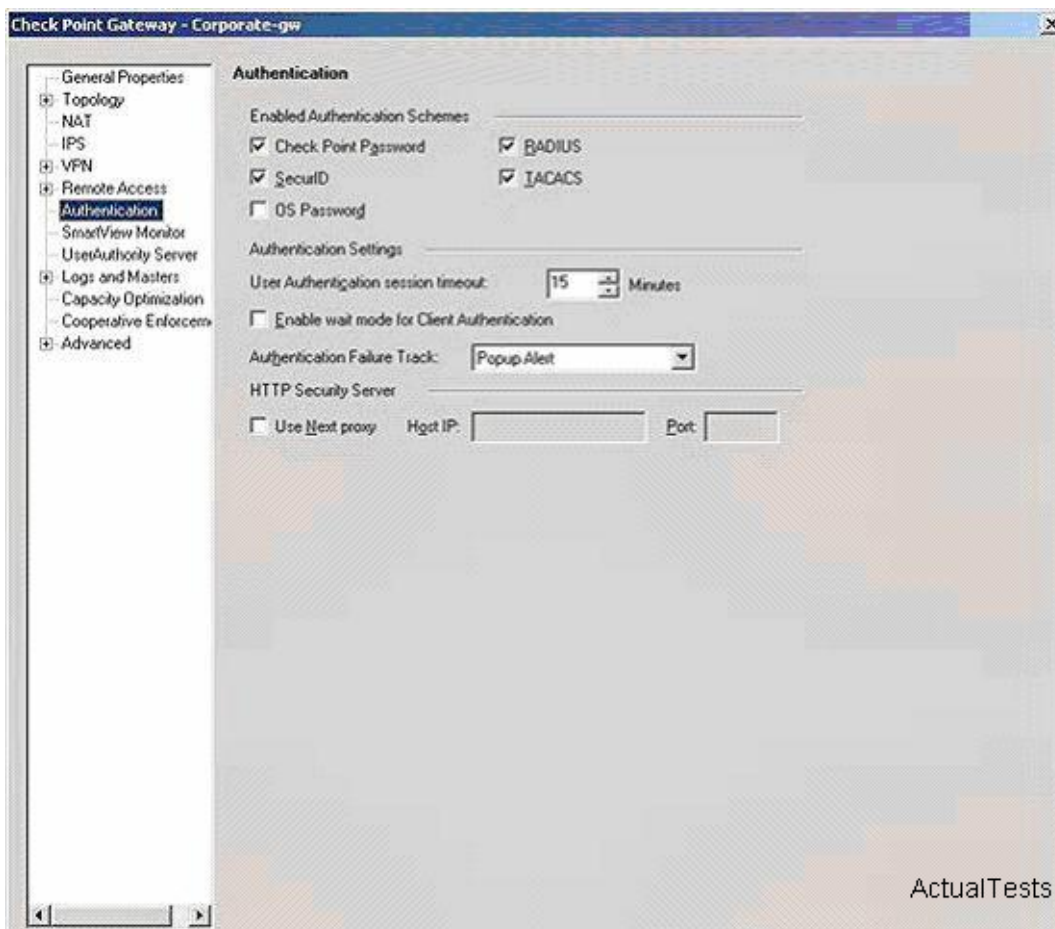 Check Point Gateway - Corporate-gw
General Properties
Topology
NAT
IPS
VPN
Remote Access
Authentication
SmartView Monitor
UserAuthority Server
Logs and Masters
Capacity Optimization
Cooperative Enforcem
Advanced
Authentication
Enabled Authentication Schemes
Check Point Password
RADIUS
SecurID
TACACS
OS Password
Authentication Settings
User Authentication session timeout: 15 Minutes
Enable wait mode for Client Authentication
Authentication Failure Track: Popup Alert
HTTP Security Server
Use Next proxy Host IP: Port:
ActualTests